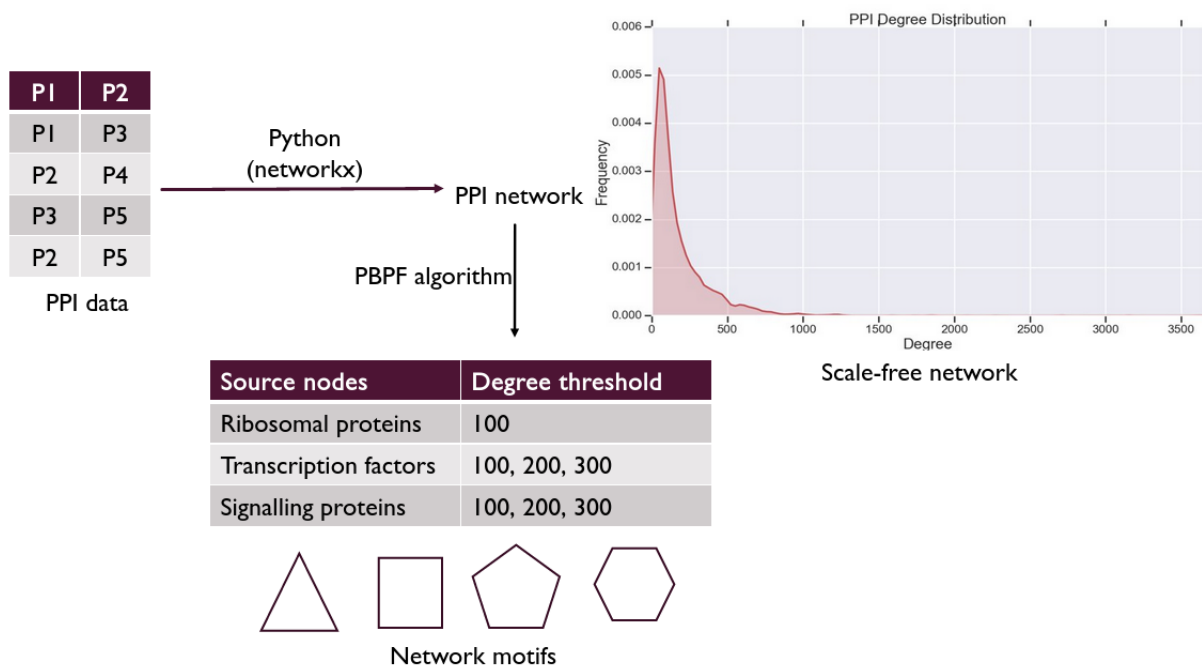 P1 P2
P1 P3
P2 P4
P3 P5
P2 P5
PPI data
Python
(networkx)
PPI network
PBPF algorithm
PPI Degree Distribution
Frequency
0.006
0.005
0.004
0.003
0.002
0.001
0.000
0 500 1000 1500 2000 2500 3000 3500
Degree
Scale-free network
Source nodes Degree threshold
Ribosomal proteins 100
Transcription factors 100, 200, 300
Signalling proteins 100, 200, 300
Network motifs